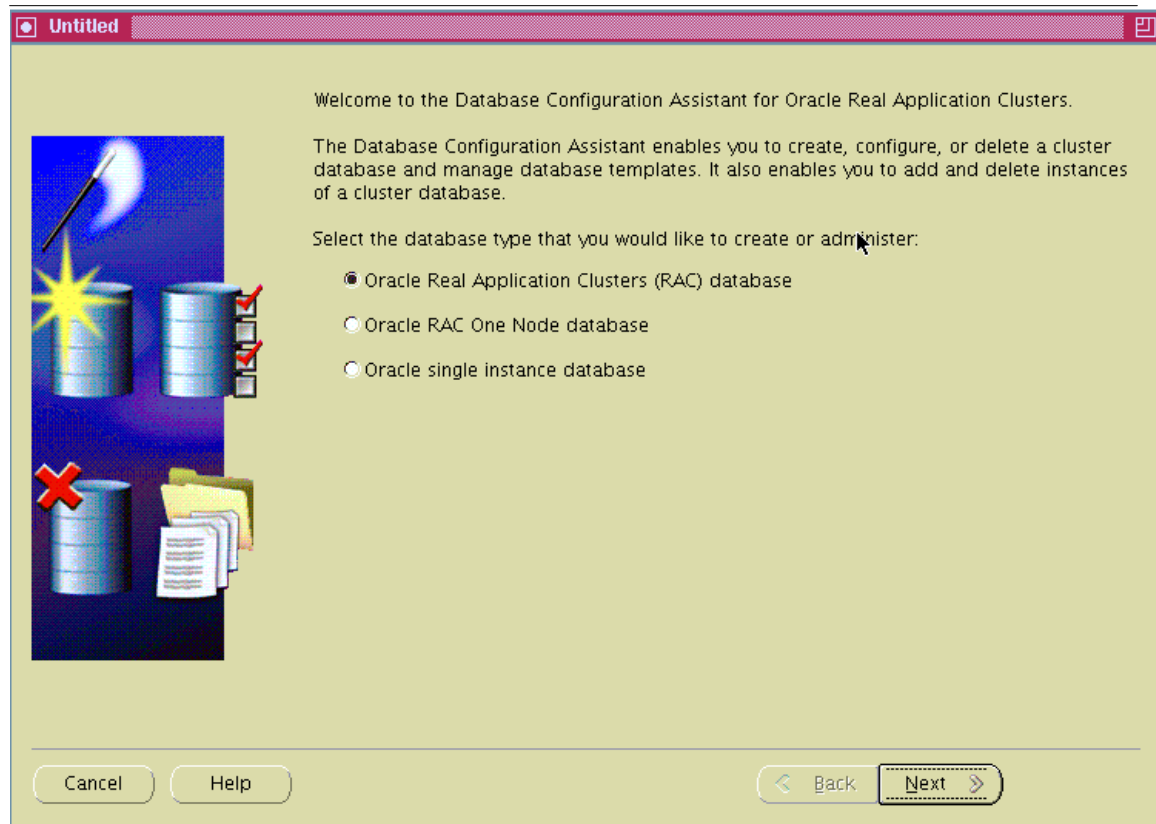 Untitled
Welcome to the Database Configuration Assistant for Oracle Real Application Clusters.
The Database Configuration Assistant enables you to create, configure, or delete a cluster
database and manage database templates. It also enables you to add and delete instances
of a cluster database.
Select the database type that you would like to create or administer:
Oracle Real Application Clusters (RAC) database
Oracle RAC One Node database
Oracle single instance database
Cancel
Help
Back
Next